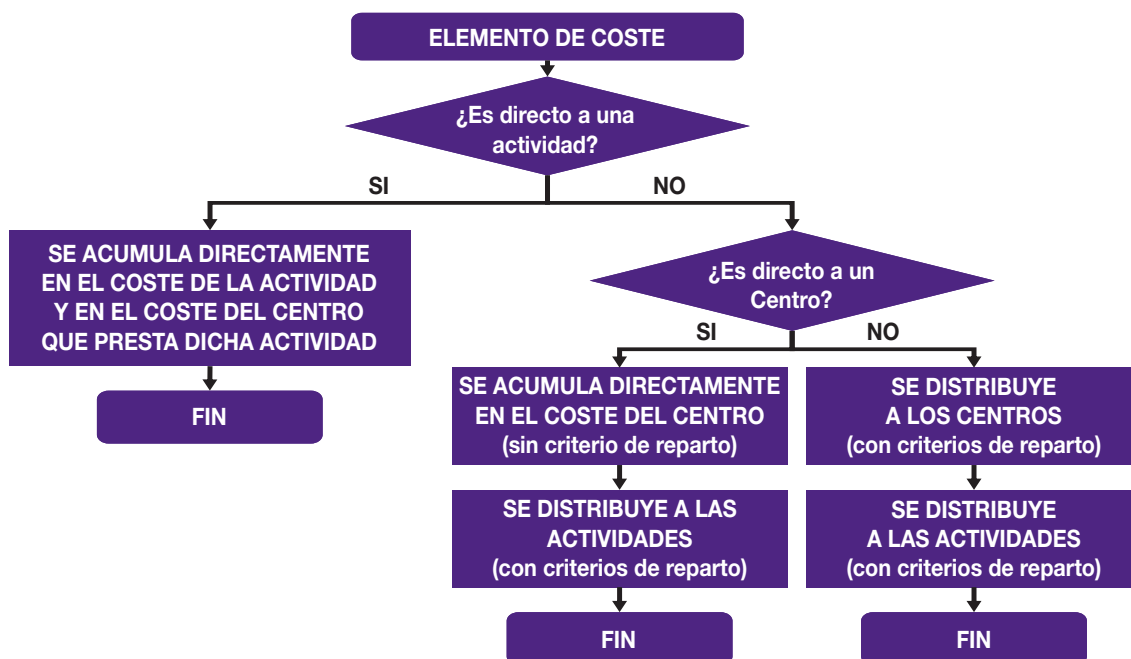 ELEMENTO DE COSTE
¿Es directo a una
actividad?
SI
NO
SE ACUMULA DIRECTAMENTE
EN EL COSTE DE LA ACTIVIDAD
Y EN EL COSTE DEL CENTRO
QUE PRESTA DICHA ACTIVIDAD
FIN
¿Es directo a un
Centro?
SI
NO
SE ACUMULA DIRECTAMENTE
EN EL COSTE DEL CENTRO
(sin criterio de reparto)
SE DISTRIBUYE A LAS
ACTIVIDADES
(con criterios de reparto)
FIN
SE DISTRIBUYE
A LOS CENTROS
(con criterios de reparto)
SE DISTRIBUYE
A LAS ACTIVIDADES
(con criterios de reparto)
FIN